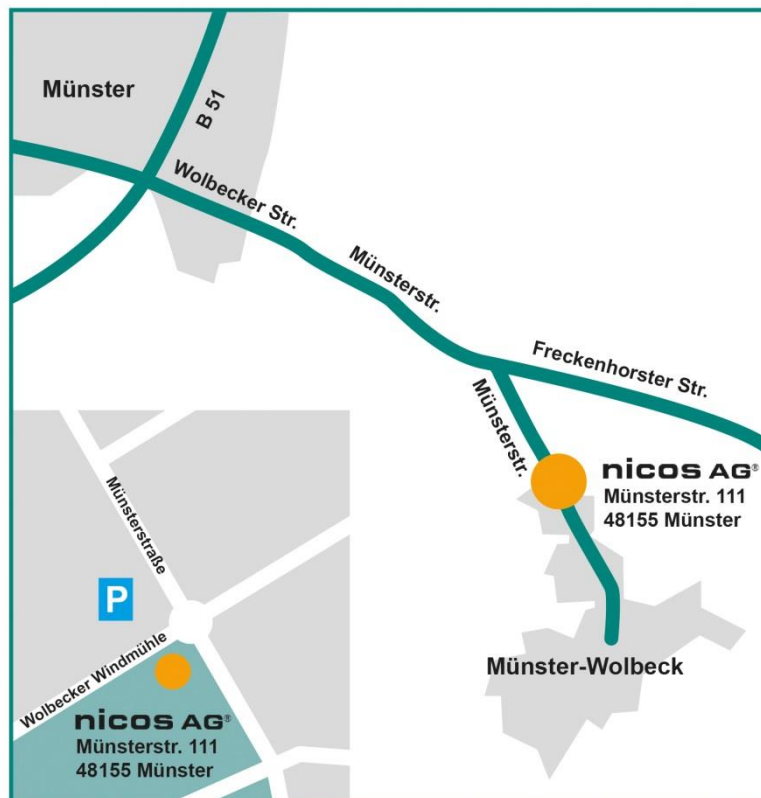 Münster
B 51
Wolbecker Str.
Münsterstr.
Freckenhorster Str.
Münsterstr.
nicos AG®
Münsterstr. 111
48155 Münster
Münster-Wolbeck
Münsterstraße
P
Wolbecker Windmühle
nicos AG®
Münsterstr. 111
48155 Münster